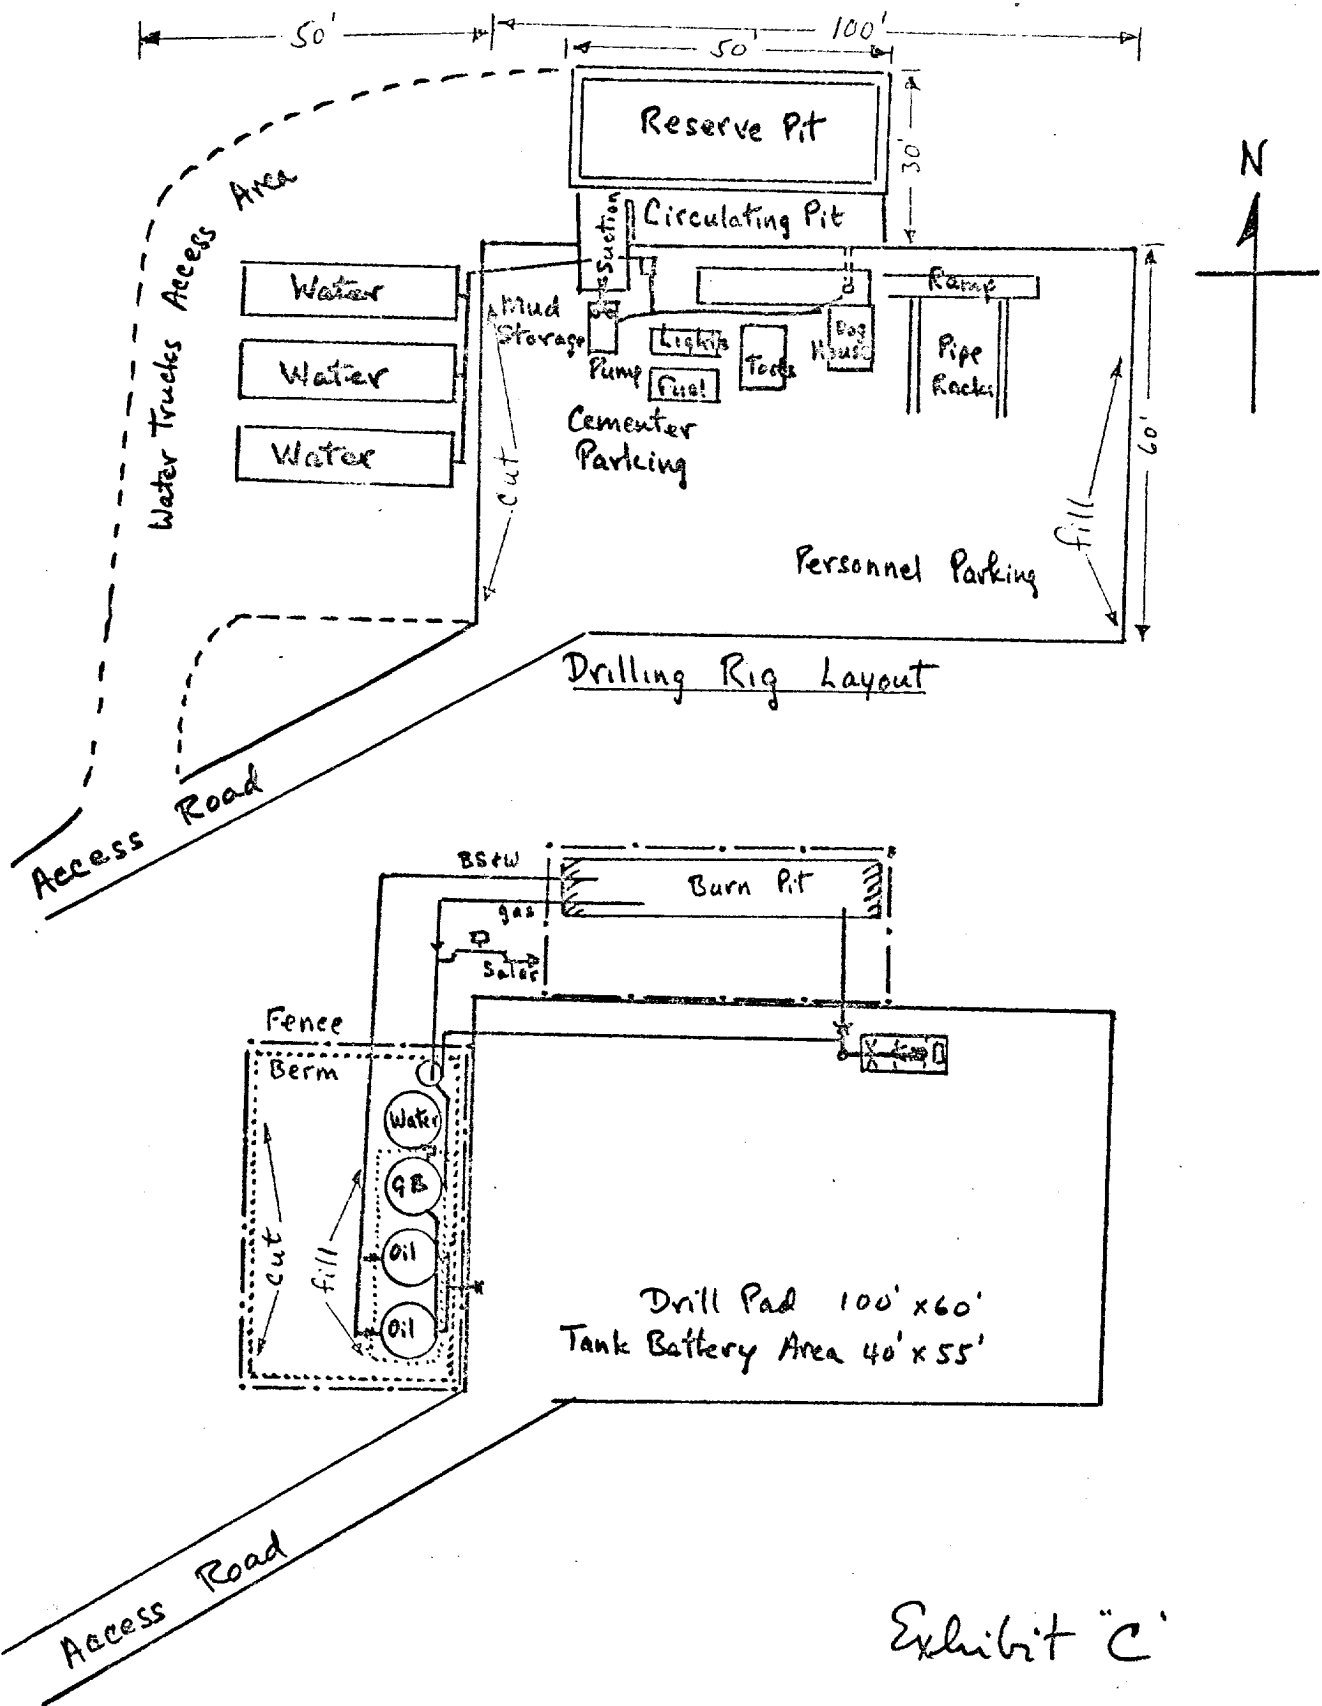 50'
100'
50'
Reserve Pit
30'
N
Water Trucks Access Area
Suction
Circulating Pit
Water
Water
Water
Mud
Storage
Pump
Lights
Fuel
Tools
Dog
House
Ramp
Pipe
Racks
Cementer
Parking
cut
fill
60'
Personnel Parking
Drilling Rig Layout
Access Road
BS&W
gas
Burn Pit
Fence
Berm
Water
GB
Oil
Oil
cut
fill
Drill Pad 100' x 60'
Tank Battery Area 40' x 55'
Access Road
Exhibit "C"